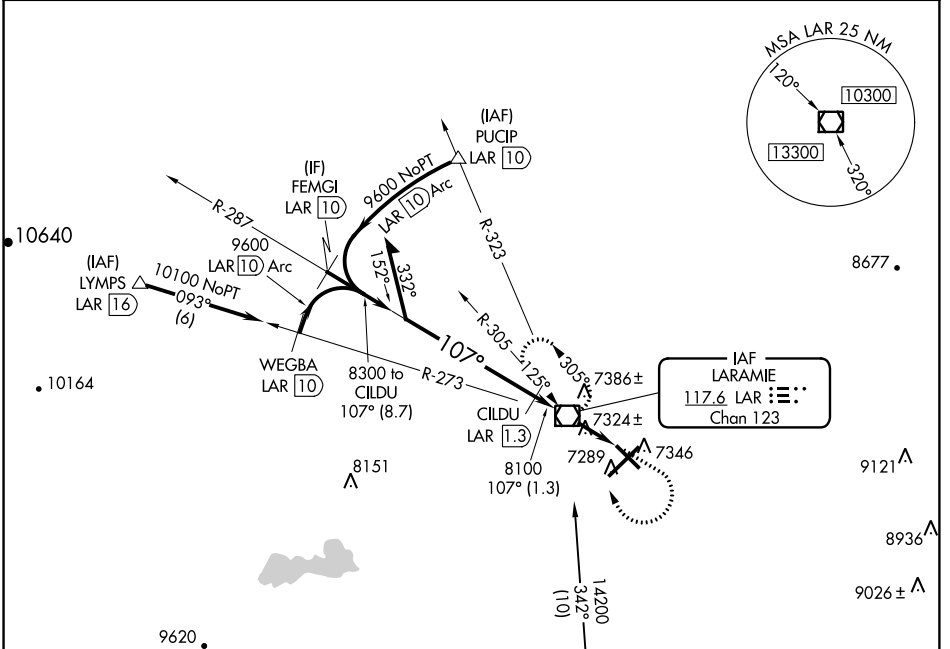 MSA LAR 25 NM
120°
10300
13300
320°
(IAF)
PUCIP
LAR 10
9600 NoPT
LAR 10 Arc
(IF)
FEMGI
LAR 10
R-287
R-323
10640
9600
LAR 10 Arc
(IAF)
LYMPS
LAR 16
10100 NoPT
093°
(6)
8677
152°
332°
R-305
125°
107°
305°
WEGBA
LAR 10
8300 to
CILDU
107° (8.7)
R-273
10164
7386 ±
IAF
LARAMIE
117.6 LAR
Chan 123
CILDU
LAR 1.3
7324 ±
8100
107° (1.3)
7289
7346
8151
9121
8936
14200
342°
(10)
9026 ±
9620